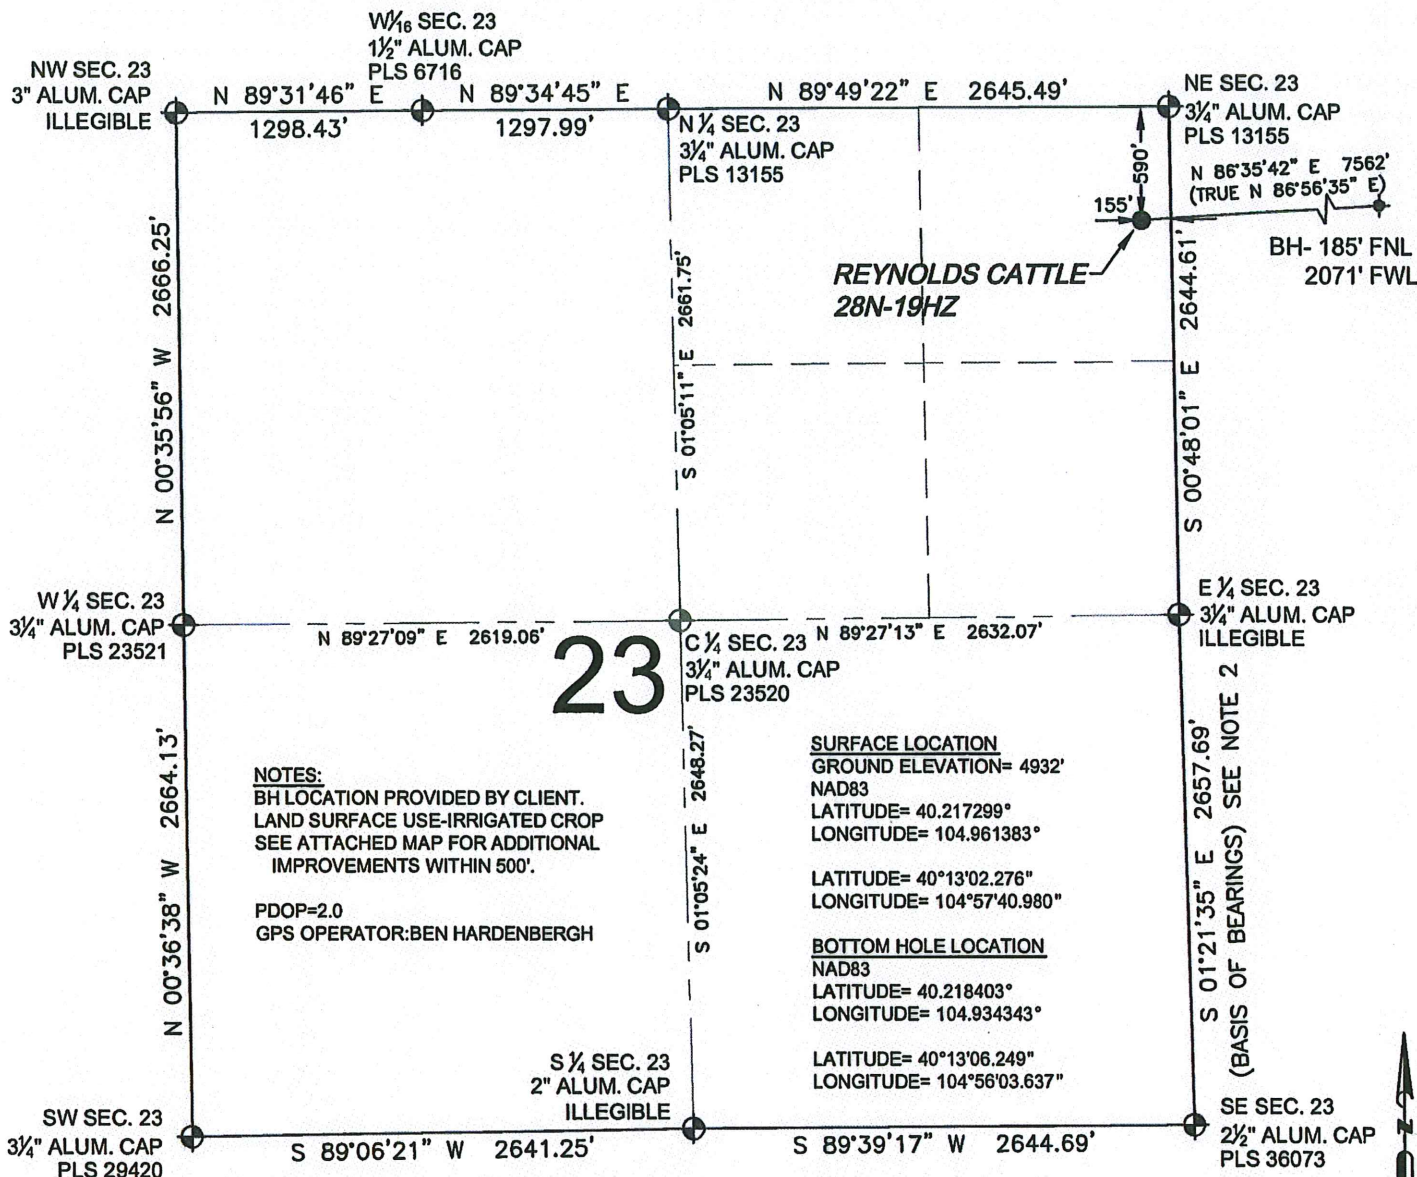 W 1/16 SEC. 23
1½" ALUM. CAP
PLS 6716
NW SEC. 23
3" ALUM. CAP
ILLEGIBLE
N 89°31'46" E
1298.43'
N 89°34'45" E
1297.99'
N 89°49'22" E 2645.49'
NE SEC. 23
3¼" ALUM. CAP
PLS 13155
N ¼ SEC. 23
3¼" ALUM. CAP
PLS 13155
590'
155'
N 86°35'42" E 7562'
(TRUE N 86°56'35" E)
BH- 185' FNL
2071' FWL
REYNOLDS CATTLE
28N-19HZ
N 00°35'56" W 2666.25'
S 01°05'11" E 2661.75'
S 00°48'01" E 2644.61'
W ¼ SEC. 23
3¼" ALUM. CAP
PLS 23521
N 89°27'09" E 2619.06'
23
C ¼ SEC. 23
3¼" ALUM. CAP
PLS 23520
N 89°27'13" E 2632.07'
E ¼ SEC. 23
3¼" ALUM. CAP
ILLEGIBLE
N 00°36'38" W 2664.13'
NOTES:
BH LOCATION PROVIDED BY CLIENT.
LAND SURFACE USE-IRRIGATED CROP
SEE ATTACHED MAP FOR ADDITIONAL
IMPROVEMENTS WITHIN 500'.
PDOP=2.0
GPS OPERATOR:BEN HARDENBERGH
S 01°05'24" E 2648.27'
SURFACE LOCATION
GROUND ELEVATION= 4932'
NAD83
LATITUDE= 40.217299°
LONGITUDE= 104.961383°
LATITUDE= 40°13'02.276"
LONGITUDE= 104°57'40.980"
BOTTOM HOLE LOCATION
NAD83
LATITUDE= 40.218403°
LONGITUDE= 104.934343°
LATITUDE= 40°13'06.249"
LONGITUDE= 104°56'03.637"
S 01°21'35" E 2657.69'
(BASIS OF BEARINGS) SEE NOTE 2
SW SEC. 23
3¼" ALUM. CAP
PLS 29420
S 89°06'21" W 2641.25'
S ¼ SEC. 23
2" ALUM. CAP
ILLEGIBLE
S 89°39'17" W 2644.69'
SE SEC. 23
2½" ALUM. CAP
PLS 36073
N